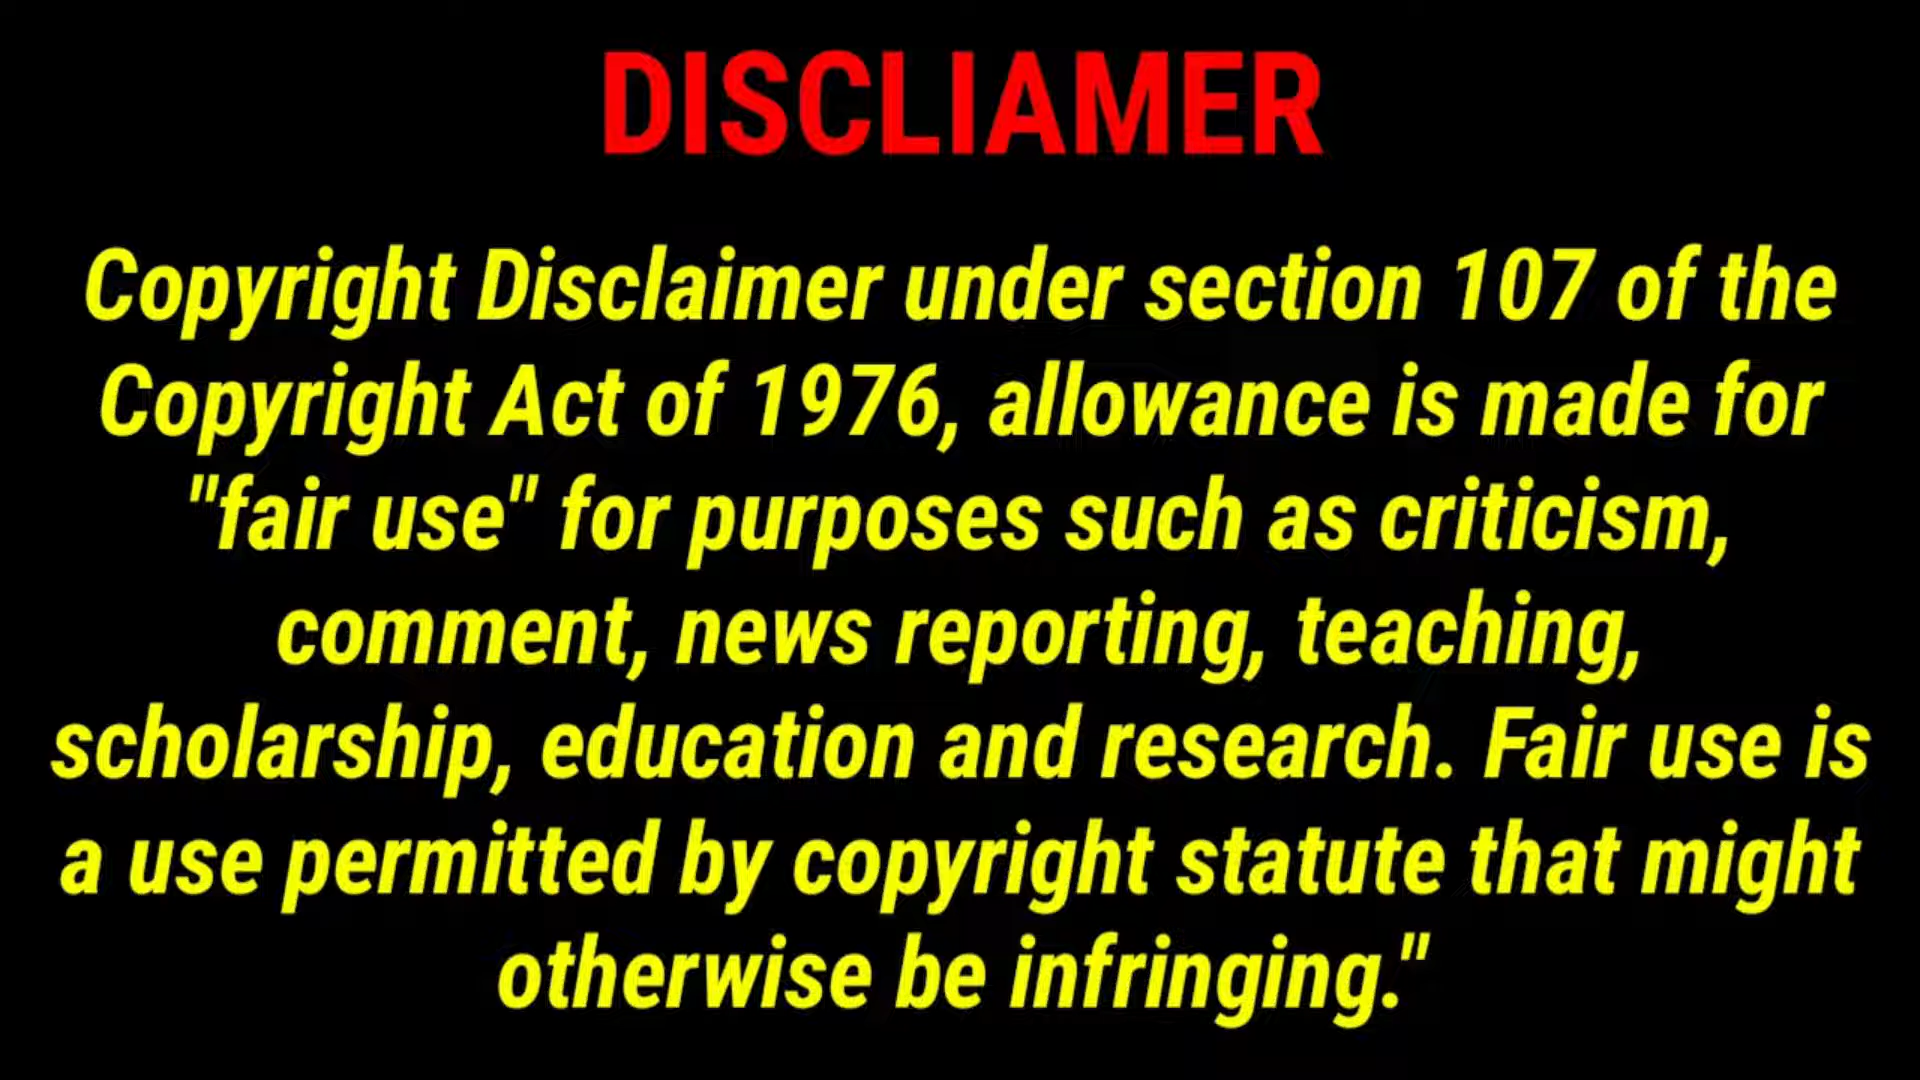 DISCLIAMER
Copyright Disclaimer under section 107 of the
Copyright Act of 1976, allowance is made for
"fair use" for purposes such as criticism,
comment, news reporting, teaching,
scholarship, education and research. Fair use is
a use permitted by copyright statute that might
otherwise be infringing."